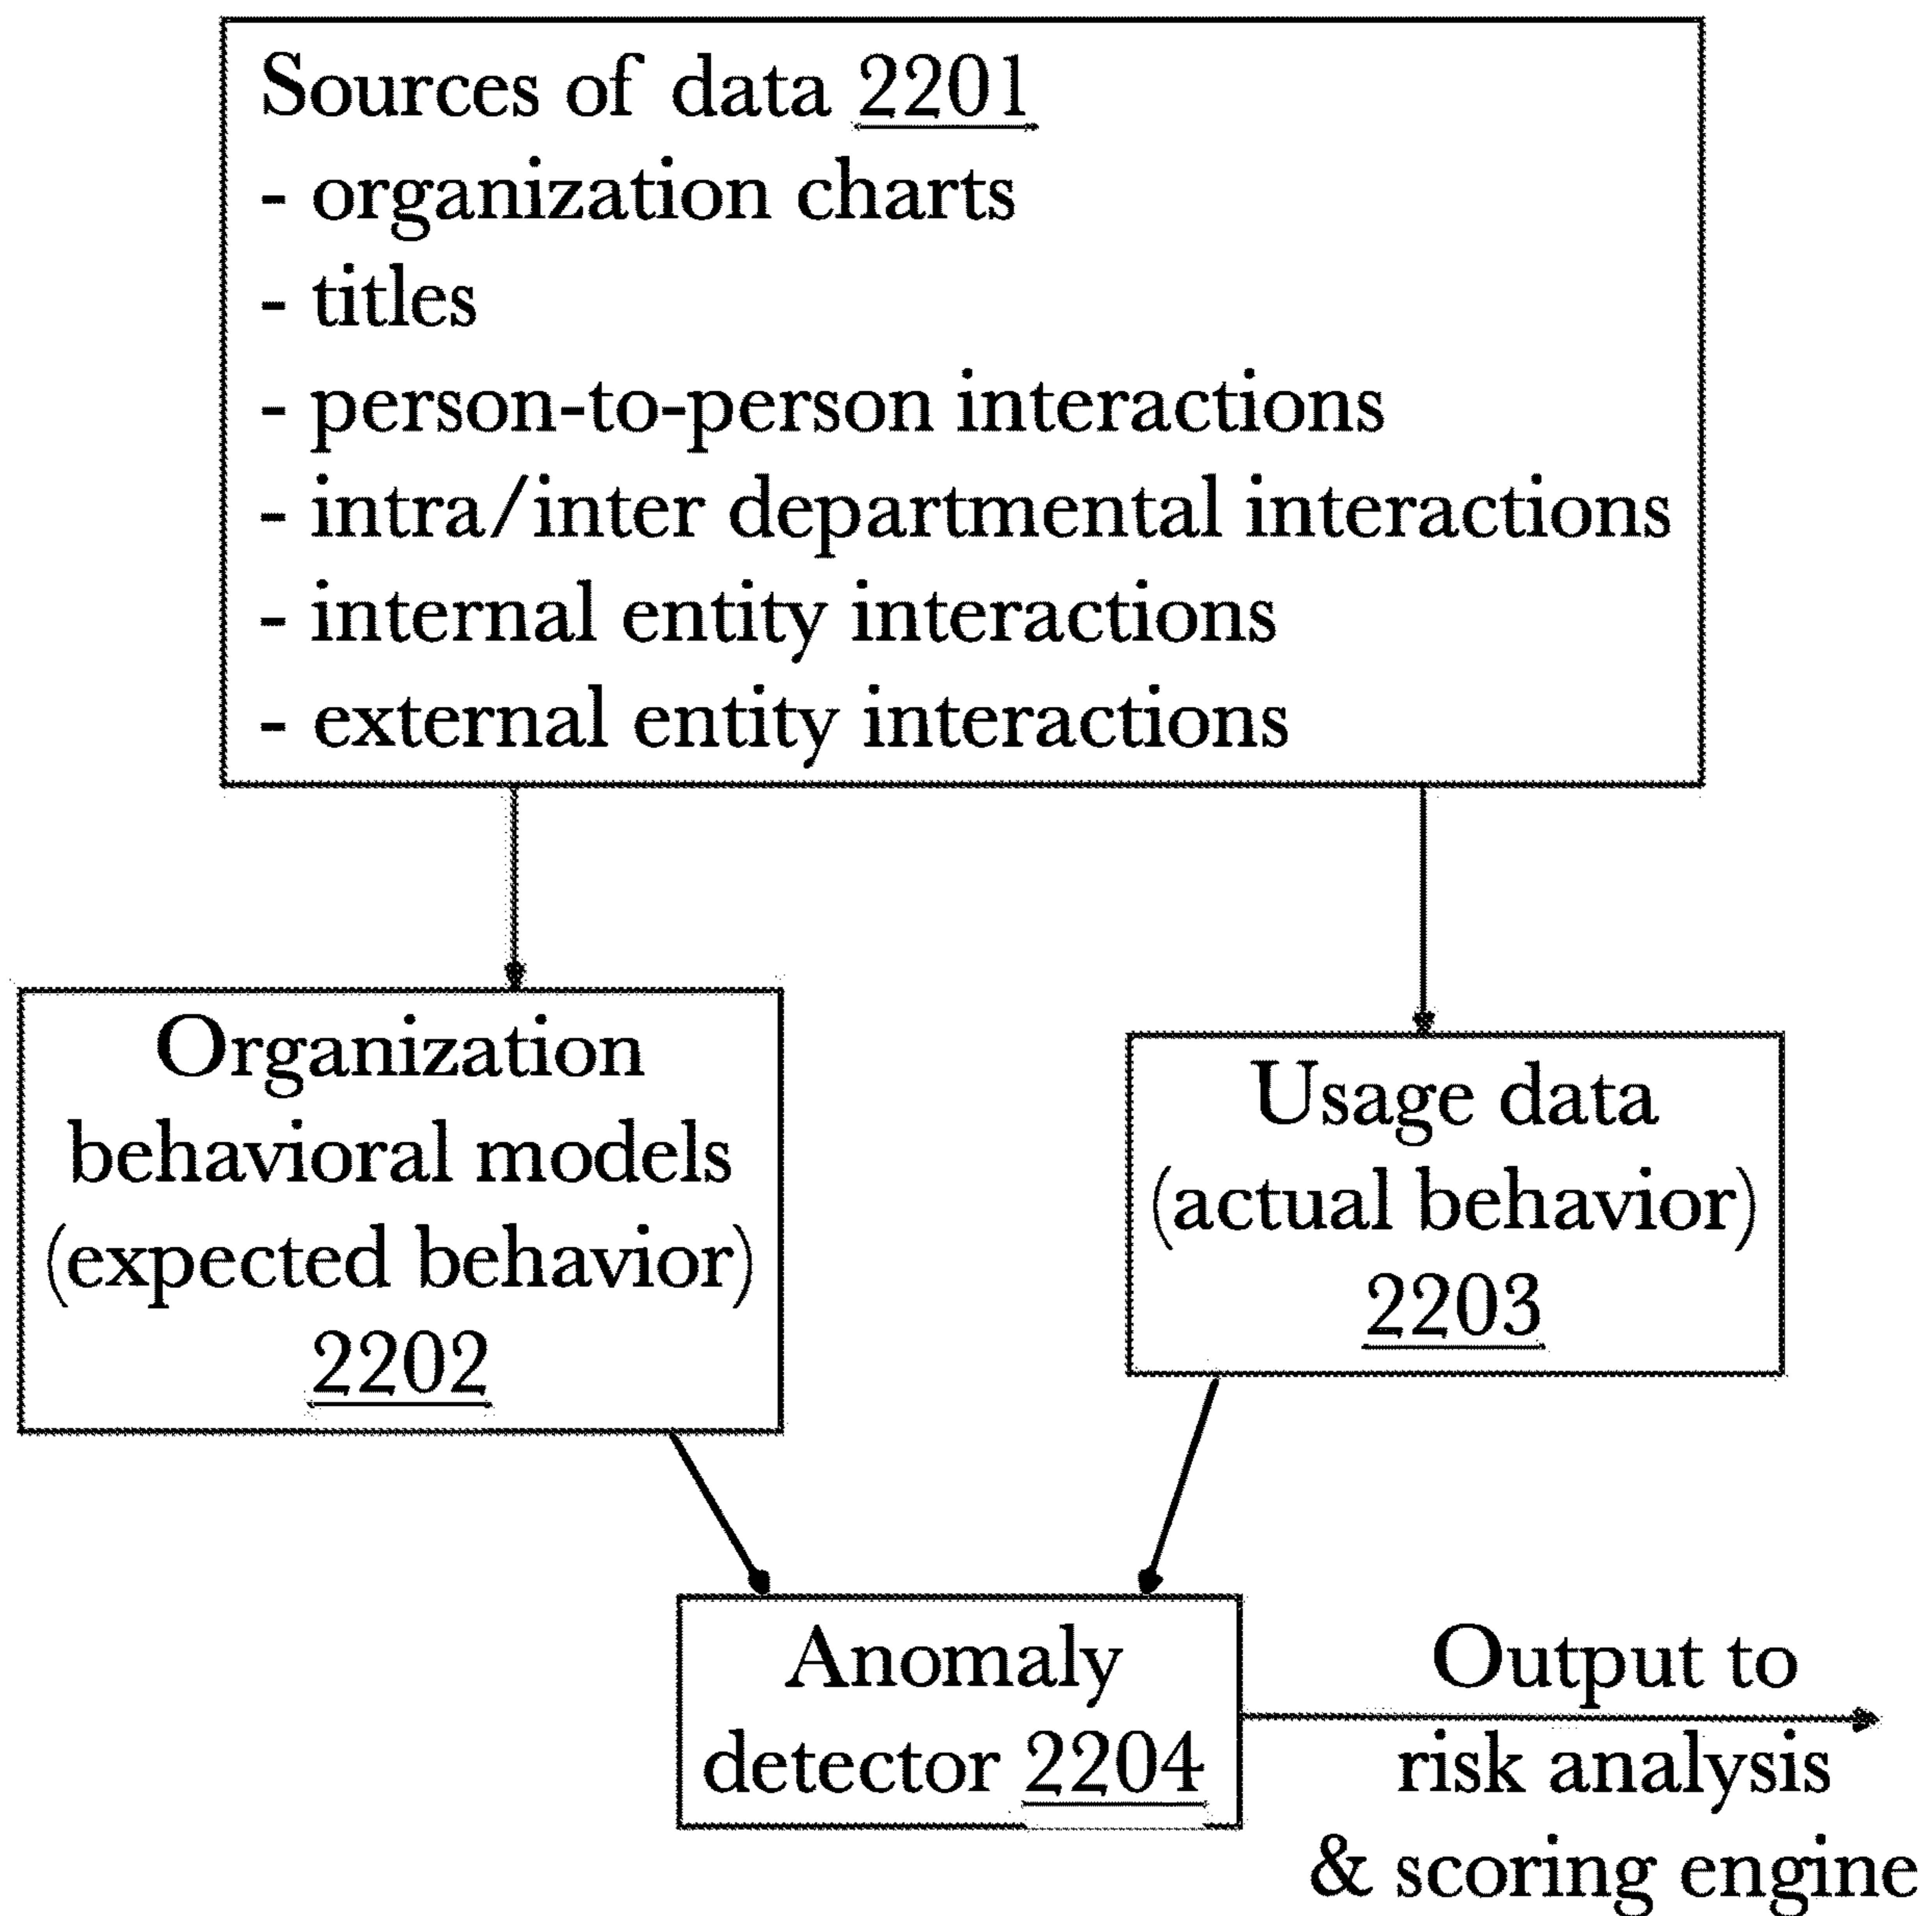 Sources of data 2201
- organization charts
- titles
- person-to-person interactions
- intra/inter departmental interactions
- internal entity interactions
- external entity interactions
Organization
behavioral models
(expected behavior)
2202
Usage data
(actual behavior)
2203
Anomaly
detector 2204
Output to
risk analysis
& scoring engine